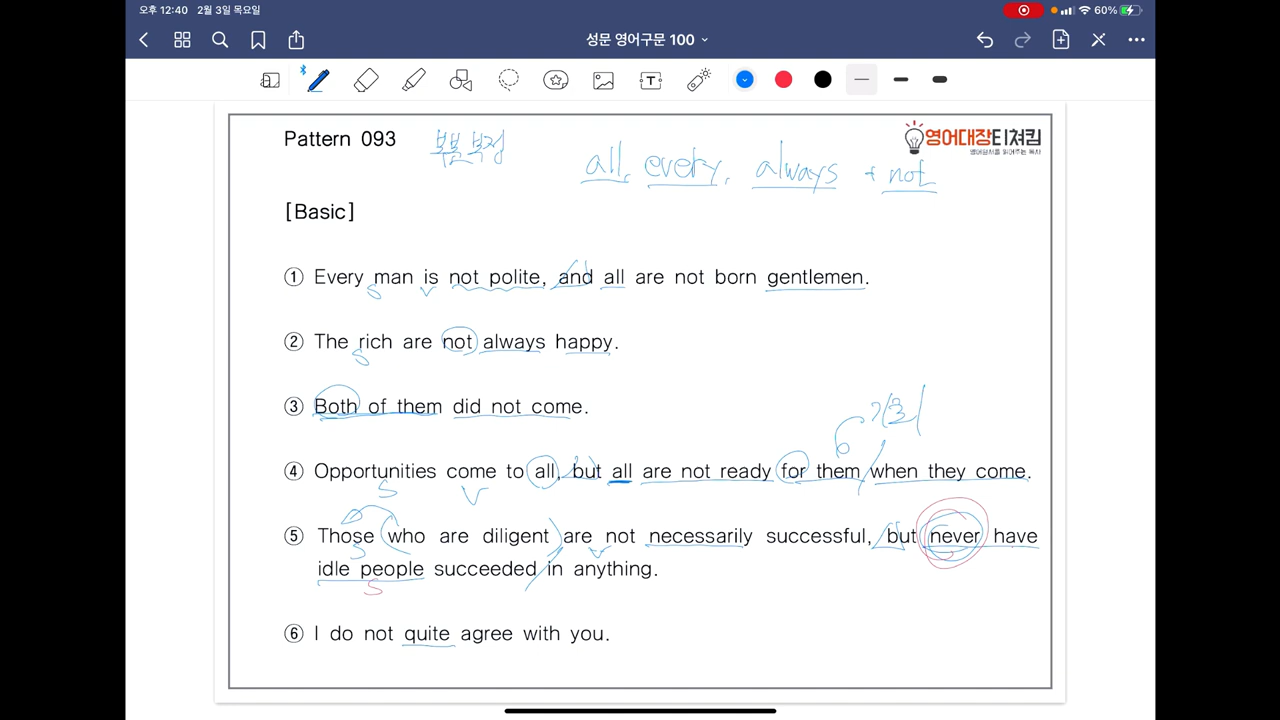 오후 12:40 2월 3일 목요일
60%
성문 영어구문 100
Pattern 093 부분부정
영어대장티쳐킴
all, every, always + not
[Basic]
① Every man is not polite, and all are not born gentlemen.
S V
② The rich are not always happy.
S
③ Both of them did not come.
기회
④ Opportunities come to all, but all are not ready for them when they come.
S V
⑤ Those who are diligent are not necessarily successful, but never have
S V
idle people succeeded in anything.
S
⑥ I do not quite agree with you.